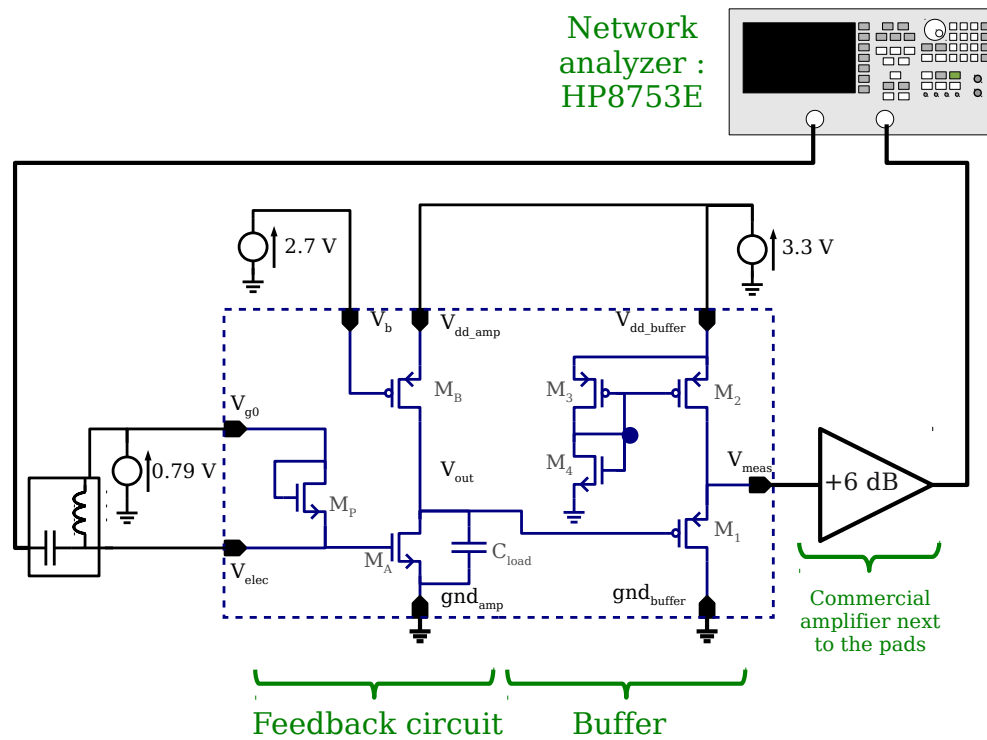 Network
analyzer :
HP8753E
2.7 V
3.3 V
V_b
V_dd_amp
V_dd_buffer
M_B
M_3
M_2
V_g0
0.79 V
V_out
M_4
V_meas
+6 dB
M_P
M_A
C_load
M_1
V_elec
gnd_amp
gnd_buffer
Commercial
amplifier next
to the pads
Feedback circuit
Buffer